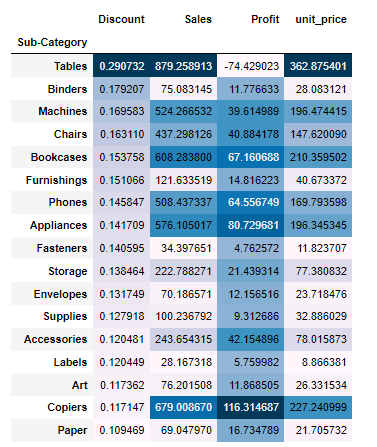 Discount Sales Profit unit_price
Sub-Category
Tables 0.290732 879.258913 -74.429023 362.875401
Binders 0.179207 75.083145 11.776633 28.083121
Machines 0.169583 524.266532 39.614989 196.474415
Chairs 0.163110 437.298126 40.884178 147.620090
Bookcases 0.153758 608.283800 67.160688 210.359502
Furnishings 0.151066 121.633519 14.816223 40.673372
Phones 0.145847 508.437337 64.556749 169.793598
Appliances 0.141709 576.105017 80.729681 196.345345
Fasteners 0.140595 34.397651 4.762572 11.823707
Storage 0.138464 222.788271 21.439314 77.380832
Envelopes 0.131749 70.186571 12.156516 23.718476
Supplies 0.127918 100.236792 9.312686 32.886029
Accessories 0.120481 243.654315 42.154896 78.015873
Labels 0.120449 28.167318 5.759982 8.866381
Art 0.117362 76.201508 11.868505 26.331534
Copiers 0.117147 679.008670 116.314687 227.240999
Paper 0.109469 69.047970 16.734789 21.705732